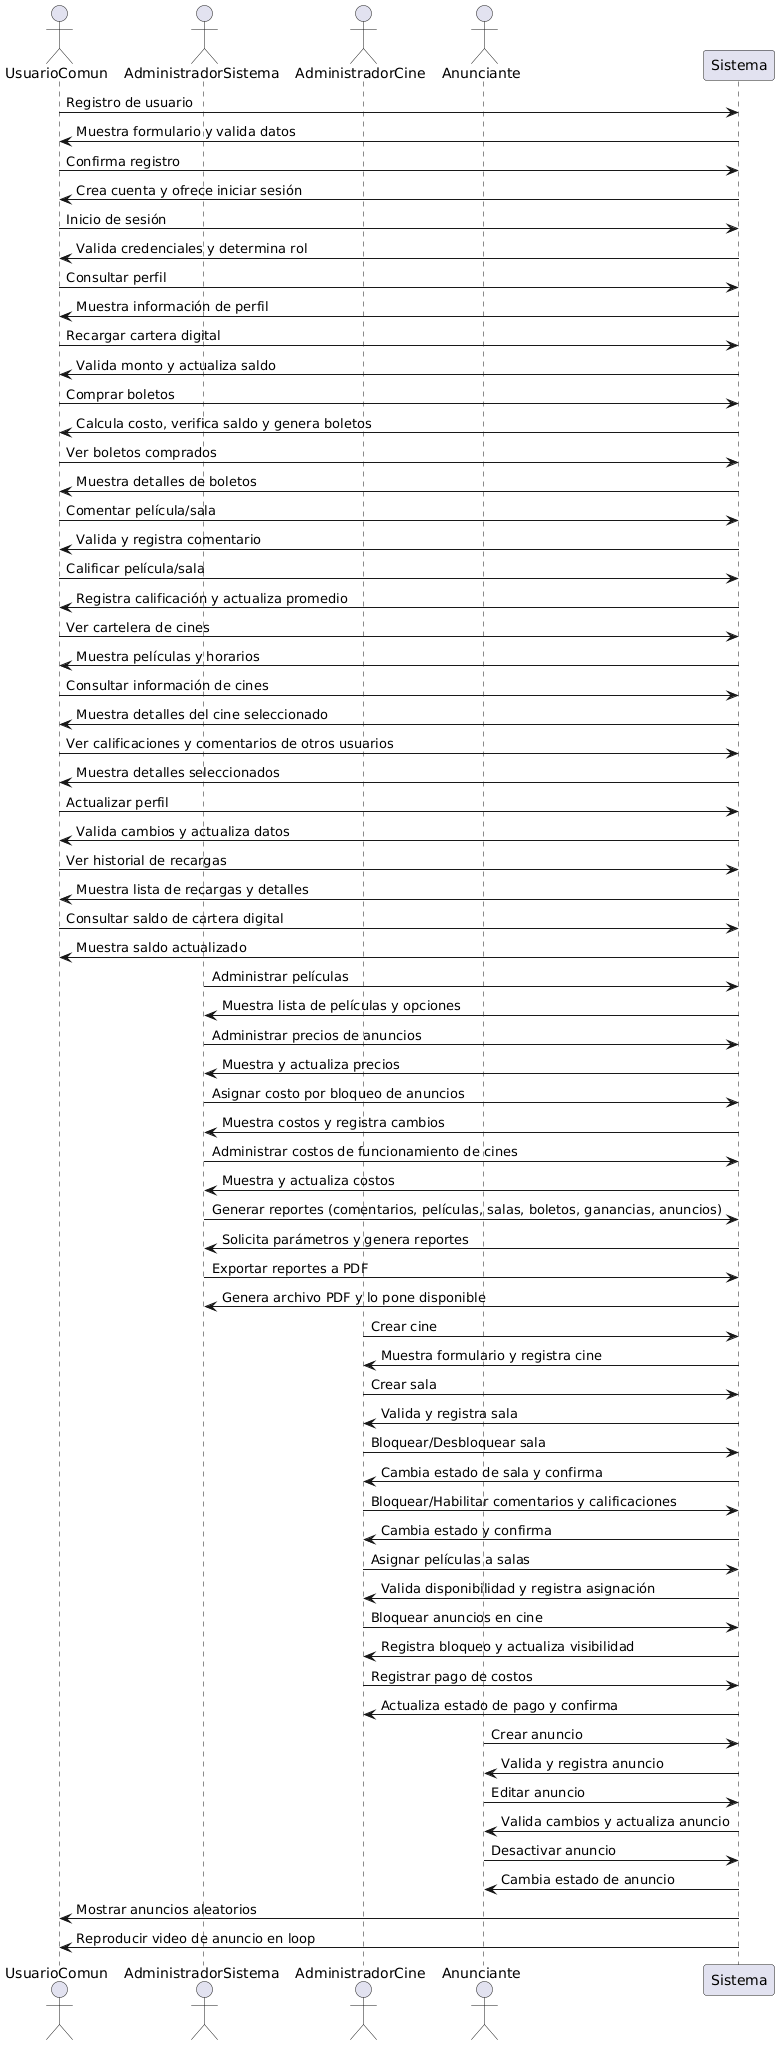 UsuarioComun
AdministradorSistema
AdministradorCine
Anunciante
Sistema
Registro de usuario
Muestra formulario y valida datos
Confirma registro
Crea cuenta y ofrece iniciar sesión
Inicio de sesión
Valida credenciales y determina rol
Consultar perfil
Muestra información de perfil
Recargar cartera digital
Valida monto y actualiza saldo
Comprar boletos
Calcula costo, verifica saldo y genera boletos
Ver boletos comprados
Muestra detalles de boletos
Comentar película/sala
Valida y registra comentario
Calificar película/sala
Registra calificación y actualiza promedio
Ver cartelera de cines
Muestra películas y horarios
Consultar información de cines
Muestra detalles del cine seleccionado
Ver calificaciones y comentarios de otros usuarios
Muestra detalles seleccionados
Actualizar perfil
Valida cambios y actualiza datos
Ver historial de recargas
Muestra lista de recargas y detalles
Consultar saldo de cartera digital
Muestra saldo actualizado
Administrar películas
Muestra lista de películas y opciones
Administrar precios de anuncios
Muestra y actualiza precios
Asignar costo por bloqueo de anuncios
Muestra costos y registra cambios
Administrar costos de funcionamiento de cines
Muestra y actualiza costos
Generar reportes (comentarios, películas, salas, boletos, ganancias, anuncios)
Solicita parámetros y genera reportes
Exportar reportes a PDF
Genera archivo PDF y lo pone disponible
Crear cine
Muestra formulario y registra cine
Crear sala
Valida y registra sala
Bloquear/Desbloquear sala
Cambia estado de sala y confirma
Bloquear/Habilitar comentarios y calificaciones
Cambia estado y confirma
Asignar películas a salas
Valida disponibilidad y registra asignación
Bloquear anuncios en cine
Registra bloqueo y actualiza visibilidad
Registrar pago de costos
Actualiza estado de pago y confirma
Crear anuncio
Valida y registra anuncio
Editar anuncio
Valida cambios y actualiza anuncio
Desactivar anuncio
Cambia estado de anuncio
Mostrar anuncios aleatorios
Reproducir video de anuncio en loop
UsuarioComun
AdministradorSistema
AdministradorCine
Anunciante
Sistema